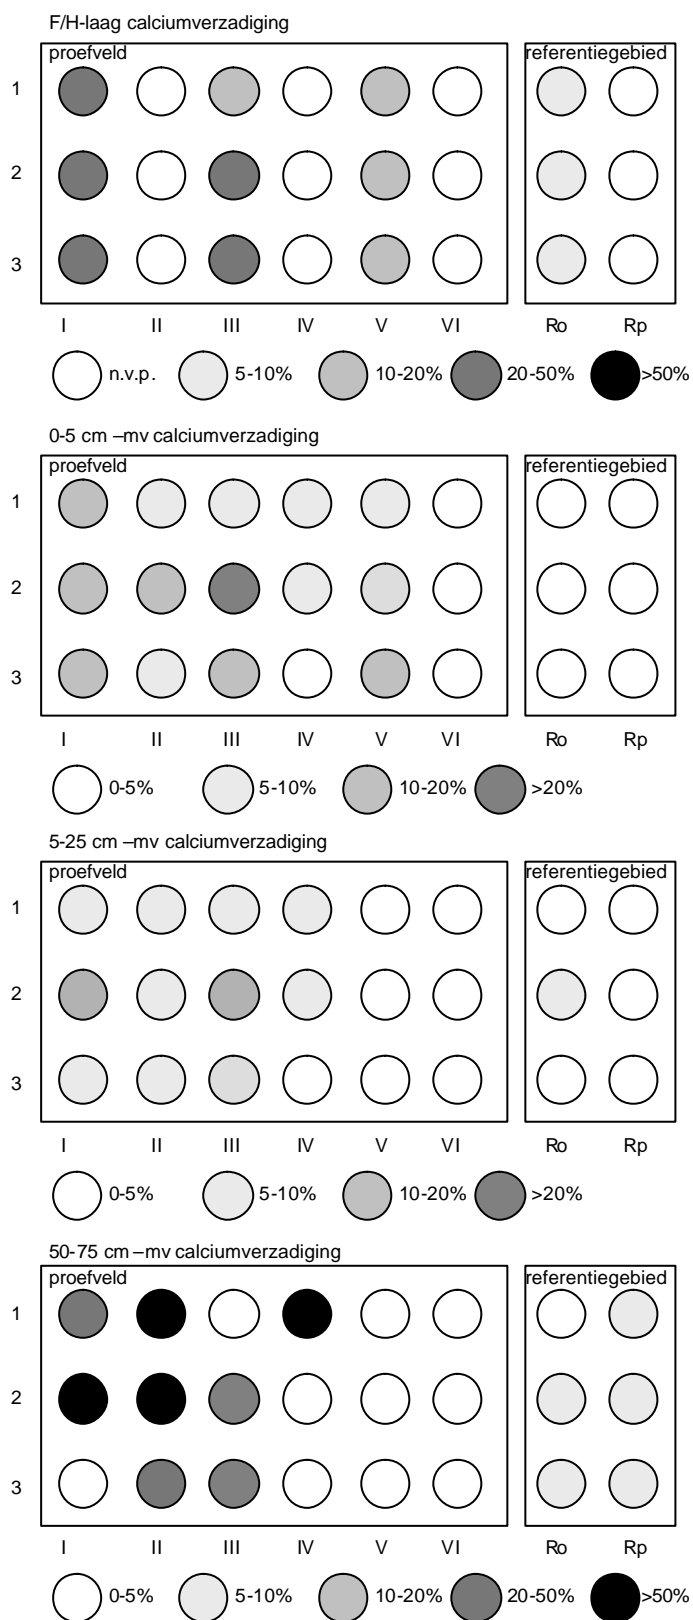 F/H-laag calciumverzadiging
proefveld referentiegebied
1
2
3
I II III IV V VI Ro Rp
n.v.p. 5-10% 10-20% 20-50% >50%
0-5 cm –mv calciumverzadiging
proefveld referentiegebied
1
2
3
I II III IV V VI Ro Rp
0-5% 5-10% 10-20% >20%
5-25 cm –mv calciumverzadiging
proefveld referentiegebied
1
2
3
I II III IV V VI Ro Rp
0-5% 5-10% 10-20% >20%
50-75 cm –mv calciumverzadiging
proefveld referentiegebied
1
2
3
I II III IV V VI Ro Rp
0-5% 5-10% 10-20% 20-50% >50%